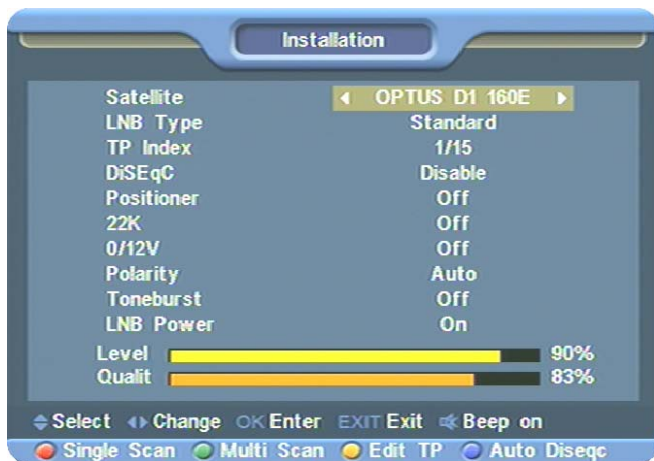 Installation
Satellite OPTUS D1 160E
LNB Type Standard
TP Index 1/15
DiSEqC Disable
Positioner Off
22K Off
0/12V Off
Polarity Auto
Toneburst Off
LNB Power On
Level 90%
Qualit 83%
Select Change OK Enter EXIT Exit Beep on
Single Scan Multi Scan Edit TP Auto Diseqc